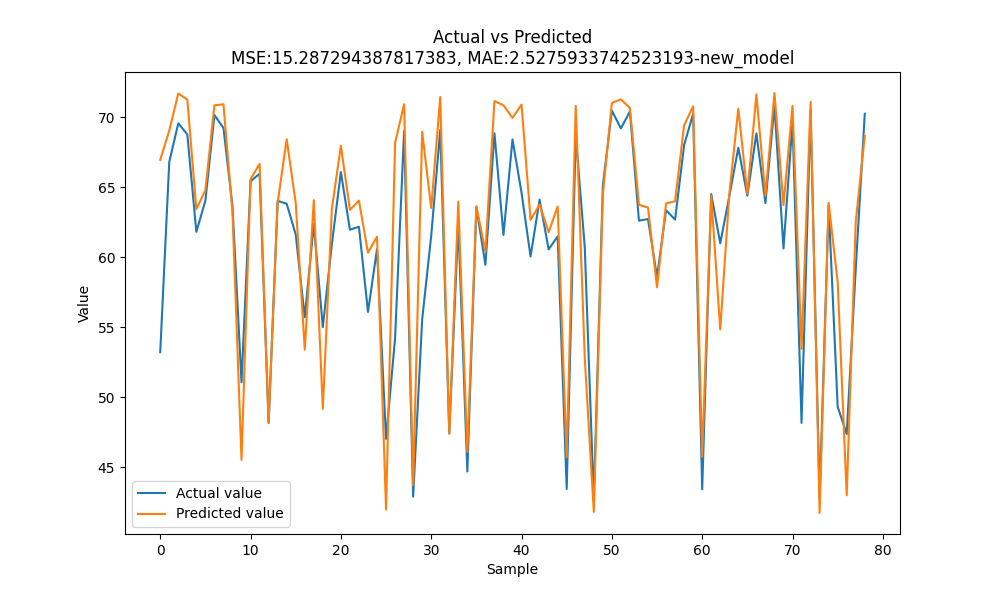 Actual vs Predicted
MSE:15.287294387817383, MAE:2.5275933742523193-new_model
Value
70
65
60
55
50
45
Actual value
Predicted value
0 10 20 30 40 50 60 70 80
Sample